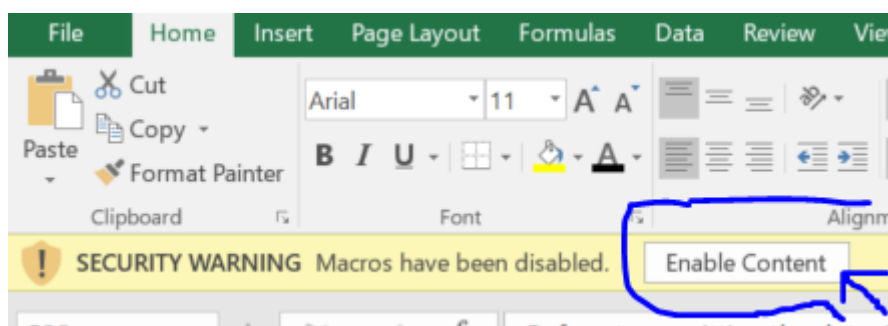 File Home Insert Page Layout Formulas Data Review
Cut
Arial 11 A A
Copy
Paste
B I U A
Format Painter
Clipboard Font
! SECURITY WARNING Macros have been disabled. Enable Content